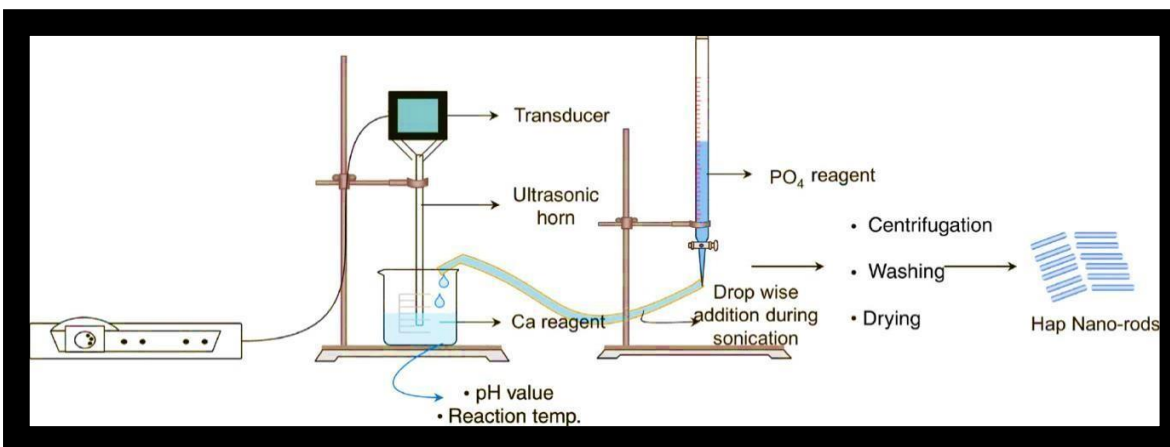 Transducer
Ultrasonic
horn
Ca reagent
• pH value
• Reaction temp.
PO₄ reagent
Drop wise
addition during
sonication
• Centrifugation
• Washing
• Drying
Hap Nano-rods